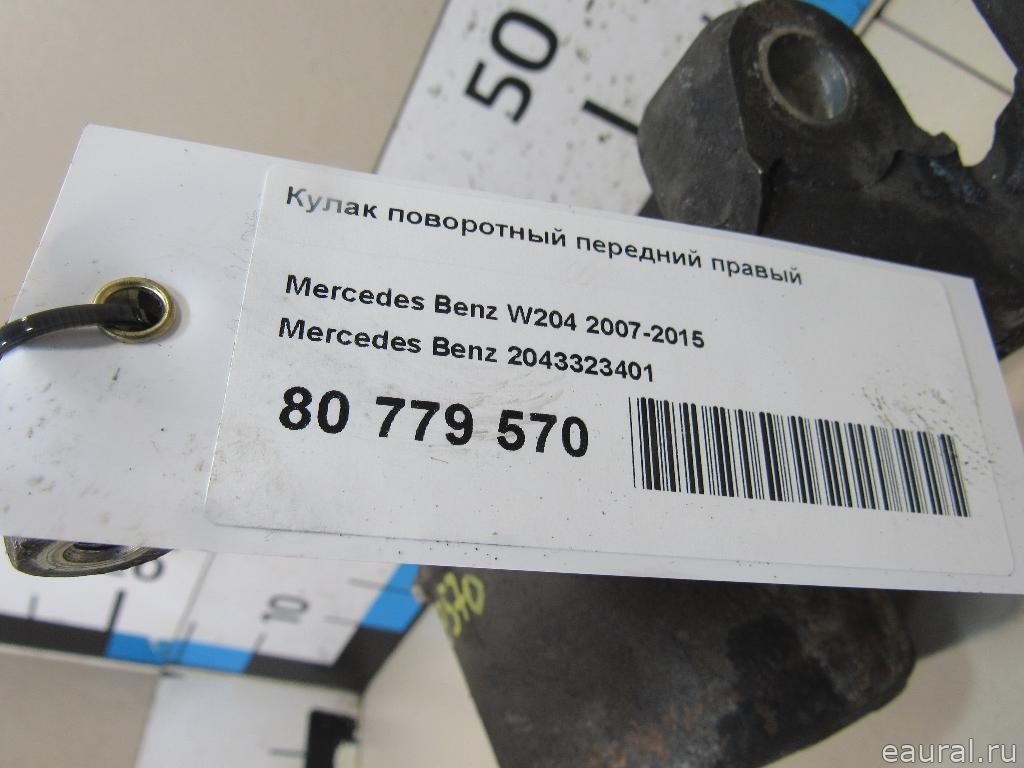 50
Кулак поворотный передний правый
Mercedes Benz W204 2007-2015
Mercedes Benz 2043323401
80 779 570
10
570
eaural.ru